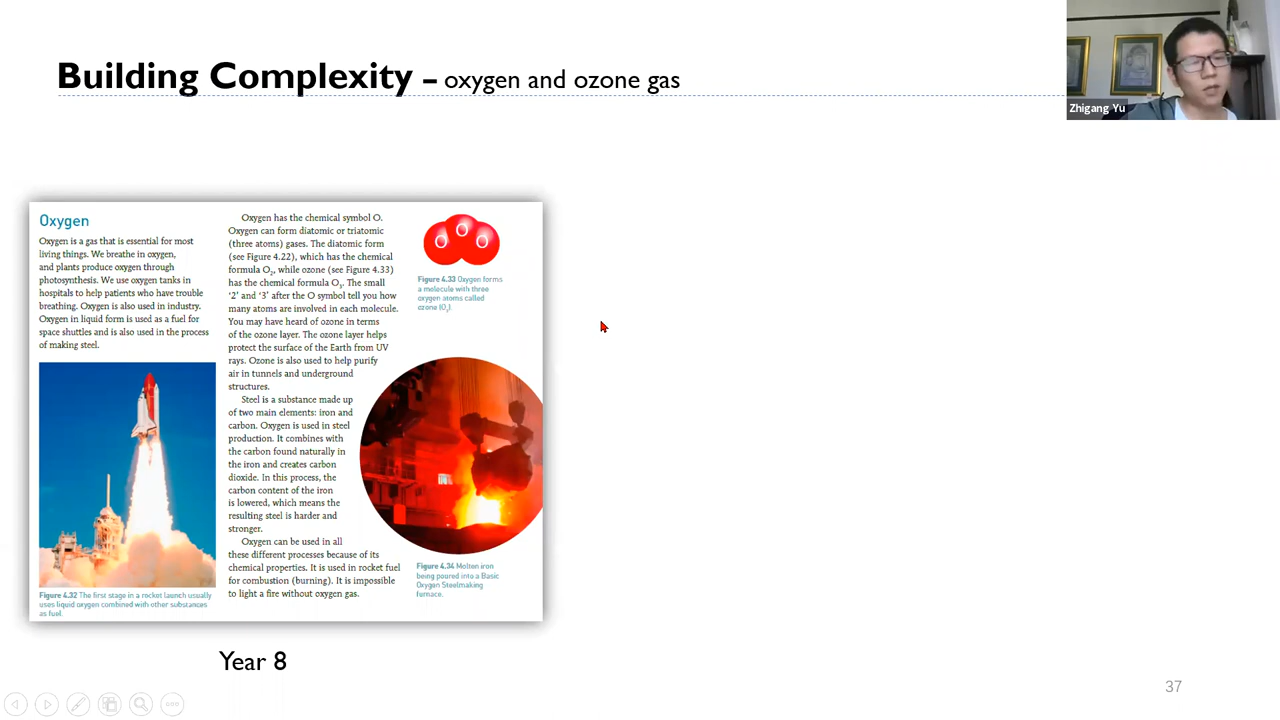 Building Complexity – oxygen and ozone gas
Zhigang Yu
Oxygen
Oxygen is a gas that is essential for most
living things. We breathe in oxygen,
and plants produce oxygen through
photosynthesis. We use oxygen tanks in
hospitals to help patients who have trouble
breathing. Oxygen is also used in industry.
Oxygen in liquid form is used as a fuel for
space shuttles and is also used in the process
of making steel.
Figure 4.32 The first stage in a rocket launch usually
uses liquid oxygen combined with other substances
as fuel.
Oxygen has the chemical symbol O.
Oxygen can form diatomic or triatomic
(three atoms) gases. The diatomic form
(see Figure 4.22), which has the chemical
formula O₂, while ozone (see Figure 4.33)
has the chemical formula O₃. The small
‘2’ and ‘3’ after the O symbol tell you how
many atoms are involved in each molecule.
You may have heard of ozone in terms
of the ozone layer. The ozone layer helps
protect the surface of the Earth from UV
rays. Ozone is also used to help purify
air in tunnels and underground
structures.
Steel is a substance made up
of two main elements: iron and
carbon. Oxygen is used in steel
production. It combines with
the carbon found naturally in
the iron and creates carbon
dioxide. In this process, the
carbon content of the iron
is lowered, which means the
resulting steel is harder and
stronger.
Oxygen can be used in all
these different processes because of its
chemical properties. It is used in rocket fuel
for combustion (burning). It is impossible
to light a fire without oxygen gas.
O O O
Figure 4.33 Oxygen forms
a molecule with three
oxygen atoms called
ozone (O₃).
Figure 4.34 Molten iron
being poured into a Basic
Oxygen Steelmaking
furnace.
Year 8
37